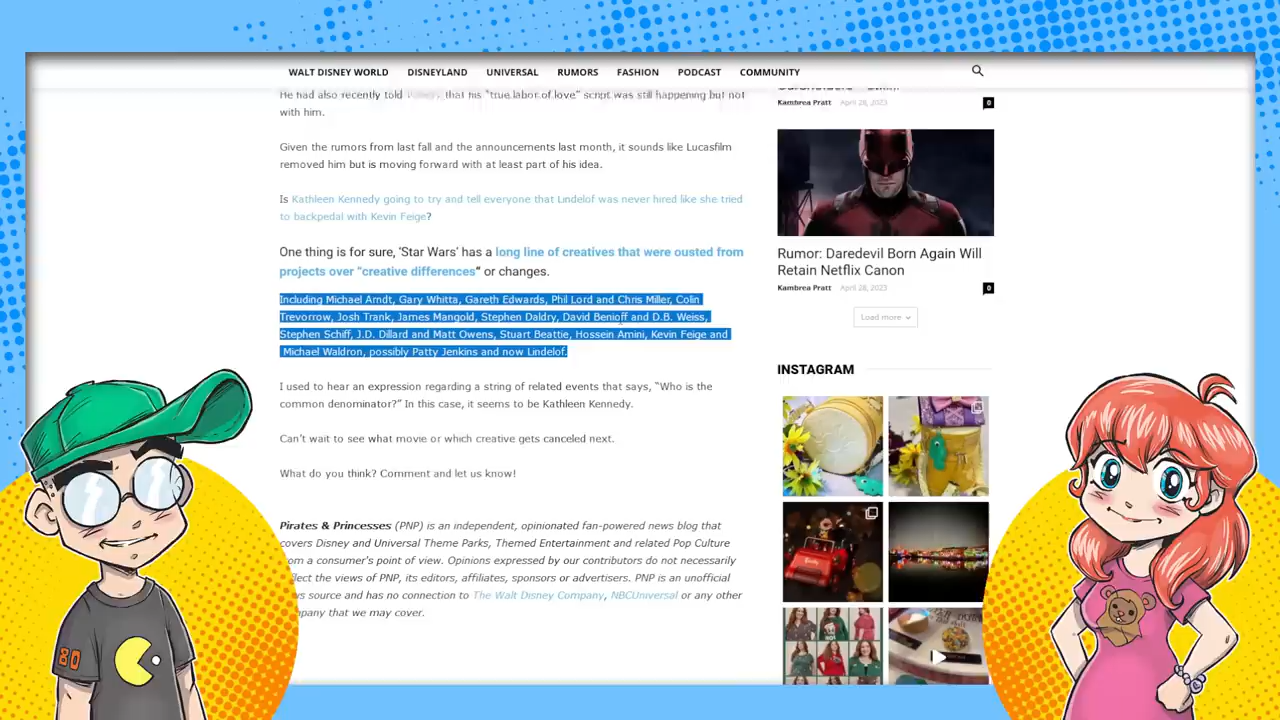 WALT DISNEY WORLD DISNEYLAND UNIVERSAL RUMORS FASHION PODCAST COMMUNITY
He had also recently told that his "true labor of love" script was still happening but not
with him.
Given the rumors from last fall and the announcements last month, it sounds like Lucasfilm
removed him but is moving forward with at least part of his idea.
Is Kathleen Kennedy going to try and tell everyone that Lindelof was never hired like she tried
to backpedal with Kevin Feige?
One thing is for sure, 'Star Wars' has a long line of creatives that were ousted from
projects over "creative differences" or changes.
Including Michael Arndt, Gary Whitta, Gareth Edwards, Phil Lord and Chris Miller, Colin
Trevorrow, Josh Trank, James Mangold, Stephen Daldry, David Benioff and D.B. Weiss,
Stephen Schiff, J.D. Dillard and Matt Owens, Stuart Beattie, Hossein Amini, Kevin Feige and
Michael Waldron, possibly Patty Jenkins and now Lindelof.
I used to hear an expression regarding a string of related events that says, "Who is the
common denominator?" In this case, it seems to be Kathleen Kennedy.
Can't wait to see what movie or which creative gets canceled next.
What do you think? Comment and let us know!
Pirates & Princesses (PNP) is an independent, opinionated fan-powered news blog that
covers Disney and Universal Theme Parks, Themed Entertainment and related Pop Culture
from a consumer's point of view. Opinions expressed by our contributors do not necessarily
reflect the views of PNP, its editors, affiliates, sponsors or advertisers. PNP is an unofficial
news source and has no connection to The Walt Disney Company, NBCUniversal or any other
company that we may cover.
Kambrea Pratt April 28, 2023 0
Rumor: Daredevil Born Again Will
Retain Netflix Canon
Kambrea Pratt April 28, 2023 0
Load more
INSTAGRAM
80